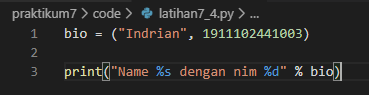 praktikum7 > code > latihan7_4.py > ...
1 bio = ("Indrian", 1911102441003)
2
3 print("Name %s dengan nim %d" % bio)